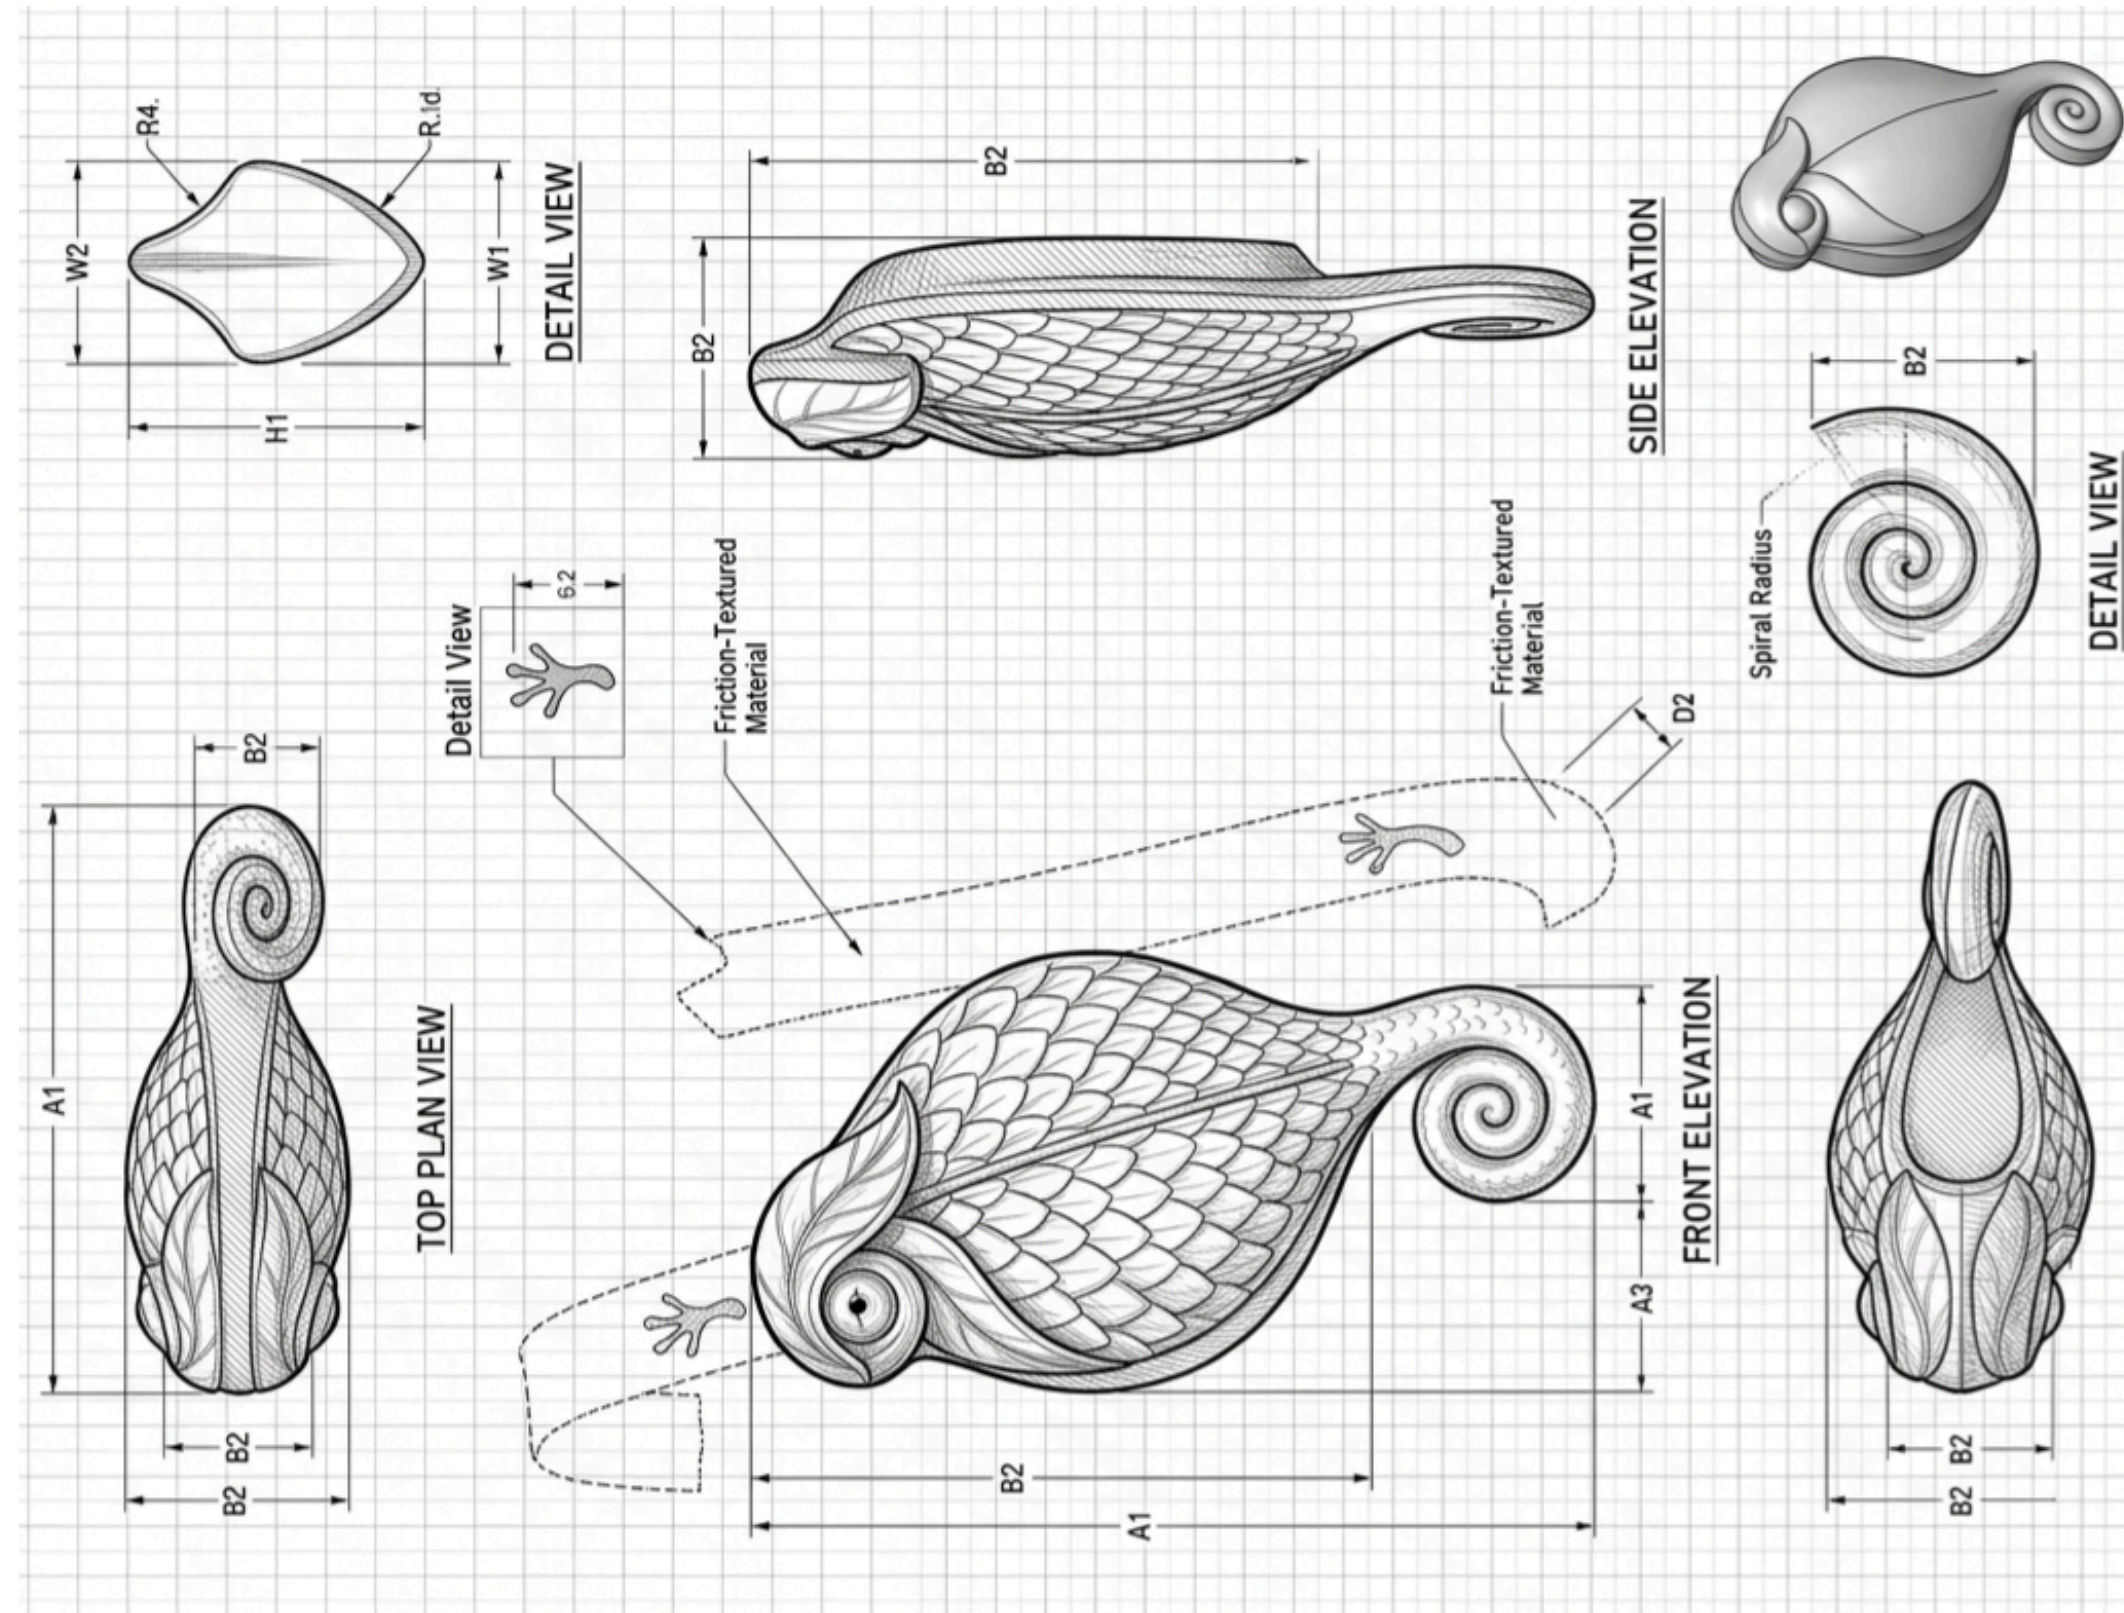 A1
B2
B2
B2
TOP PLAN VIEW
W2
R4.
H1
R.1d.
W1
DETAIL VIEW
Detail View
6.2
Friction-Textured
Material
B2
B2
SIDE ELEVATION
B2
A1
Friction-Textured
Material
D2
A3
A1
FRONT ELEVATION
Spiral Radius
B2
DETAIL VIEW
B2
B2